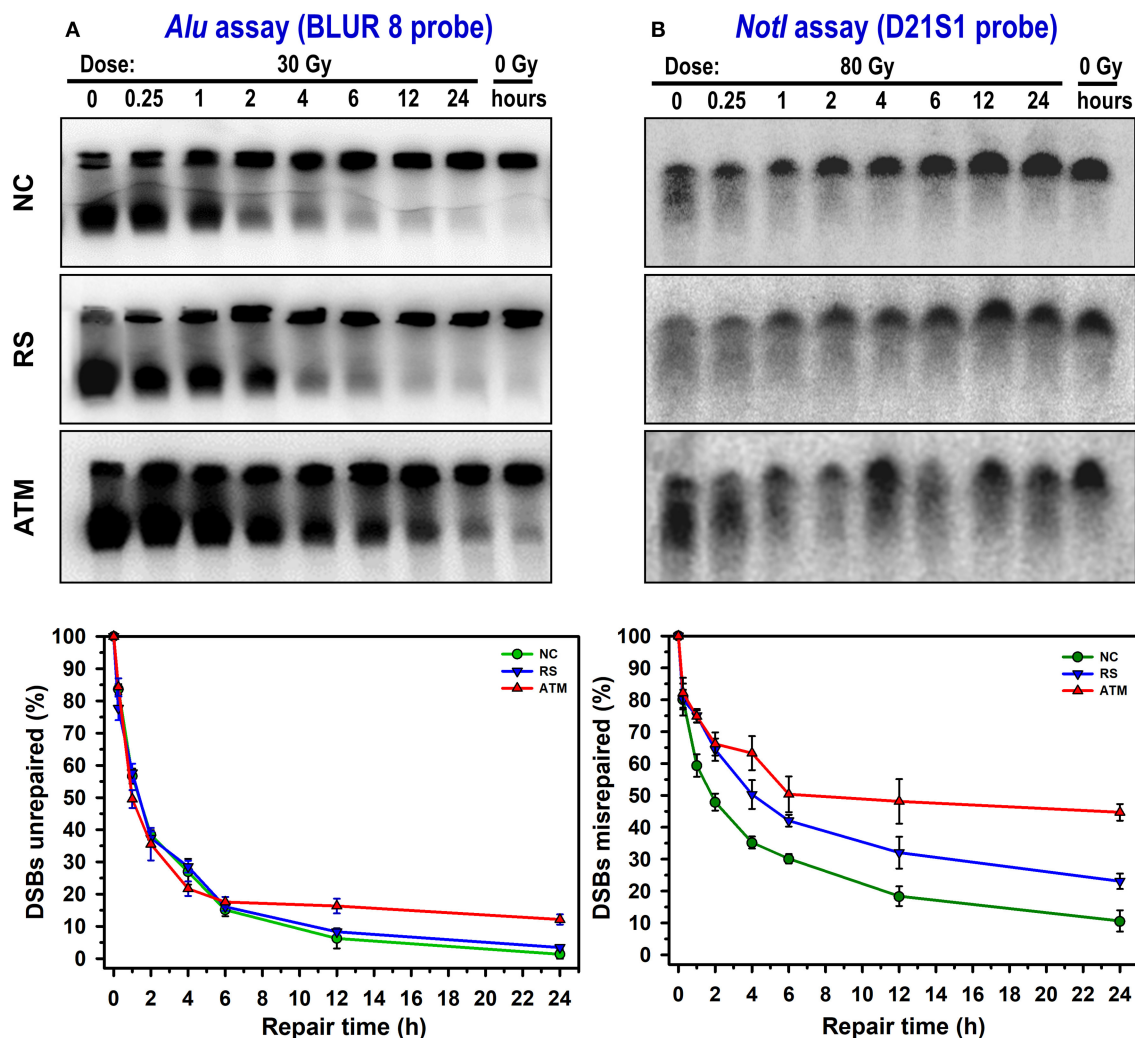 A
Alu assay (BLUR 8 probe)
Dose: 30 Gy 0 Gy
0 0.25 1 2 4 6 12 24 hours
NC
RS
ATM
100
90
80
70
60
50
40
30
20
10
0
DSBs unrepaired (%)
NC
RS
ATM
0 2 4 6 8 10 12 14 16 18 20 22 24
Repair time (h)
B
NotI assay (D21S1 probe)
Dose: 80 Gy 0 Gy
0 0.25 1 2 4 6 12 24 hours
100
90
80
70
60
50
40
30
20
10
0
DSBs misrepaired (%)
NC
RS
ATM
0 2 4 6 8 10 12 14 16 18 20 22 24
Repair time (h)